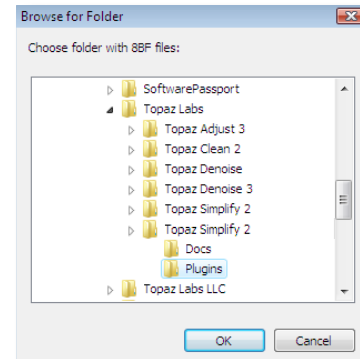 Browse for Folder
Choose folder with 8BF files:
SoftwarePassport
Topaz Labs
Topaz Adjust 3
Topaz Clean 2
Topaz Denoise
Topaz Denoise 3
Topaz Simplify 2
Topaz Simplify 2
Docs
Plugins
Topaz Labs LLC
OK Cancel